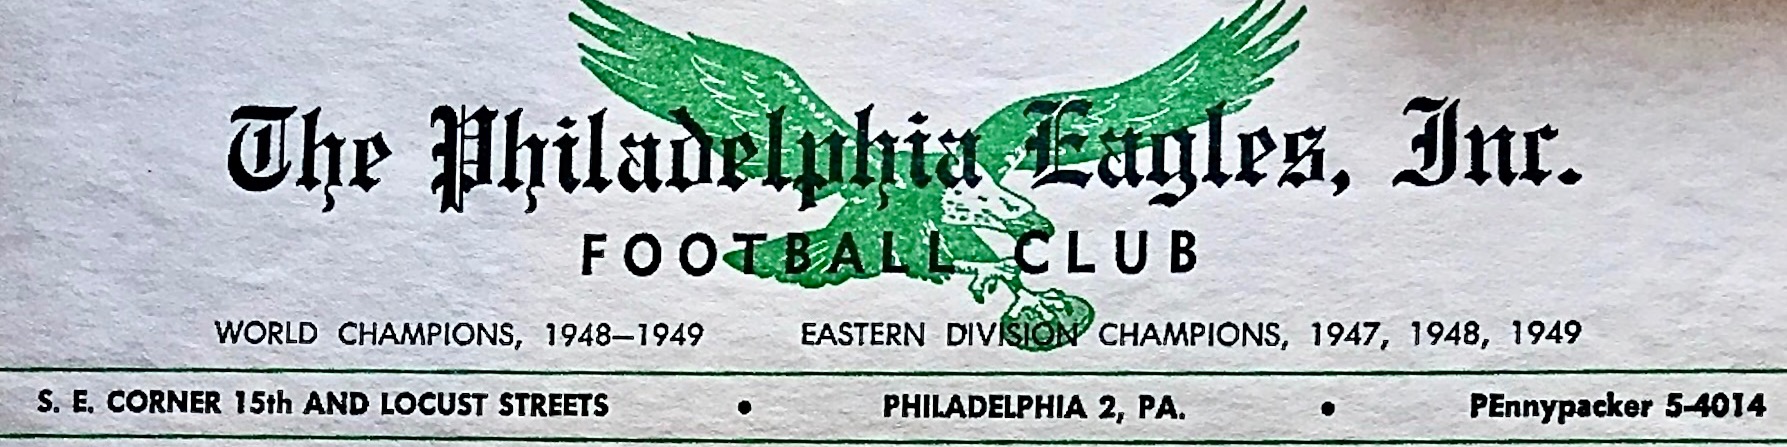 The Philadelphia Eagles, Inc.
FOOTBALL CLUB
WORLD CHAMPIONS, 1948–1949 EASTERN DIVISION CHAMPIONS, 1947, 1948, 1949
S. E. CORNER 15th AND LOCUST STREETS • PHILADELPHIA 2, PA. • PEnnypacker 5-4014